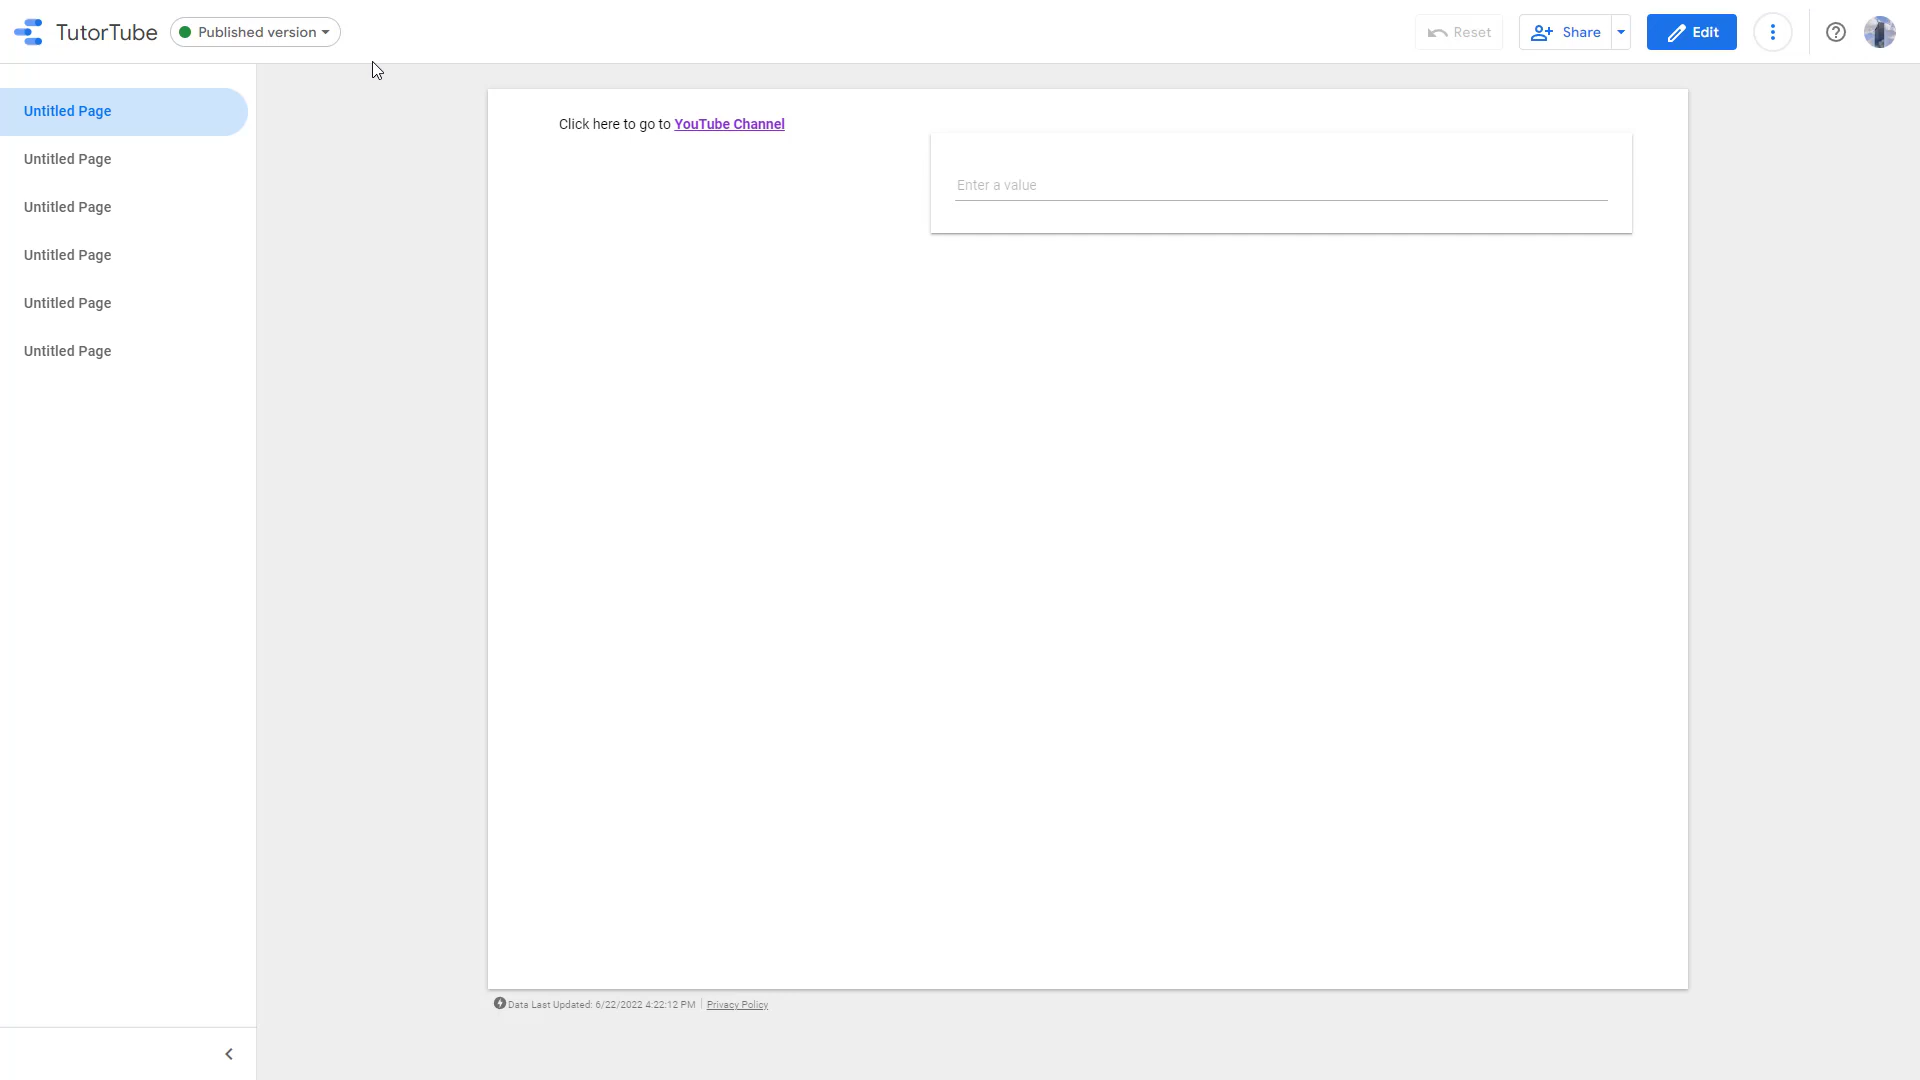 TutorTube
Published version
Reset
Share
Edit
Untitled Page
Untitled Page
Untitled Page
Untitled Page
Untitled Page
Untitled Page
Click here to go to YouTube Channel
Enter a value
Data Last Updated: 6/22/2022 4:22:12 PM
Privacy Policy